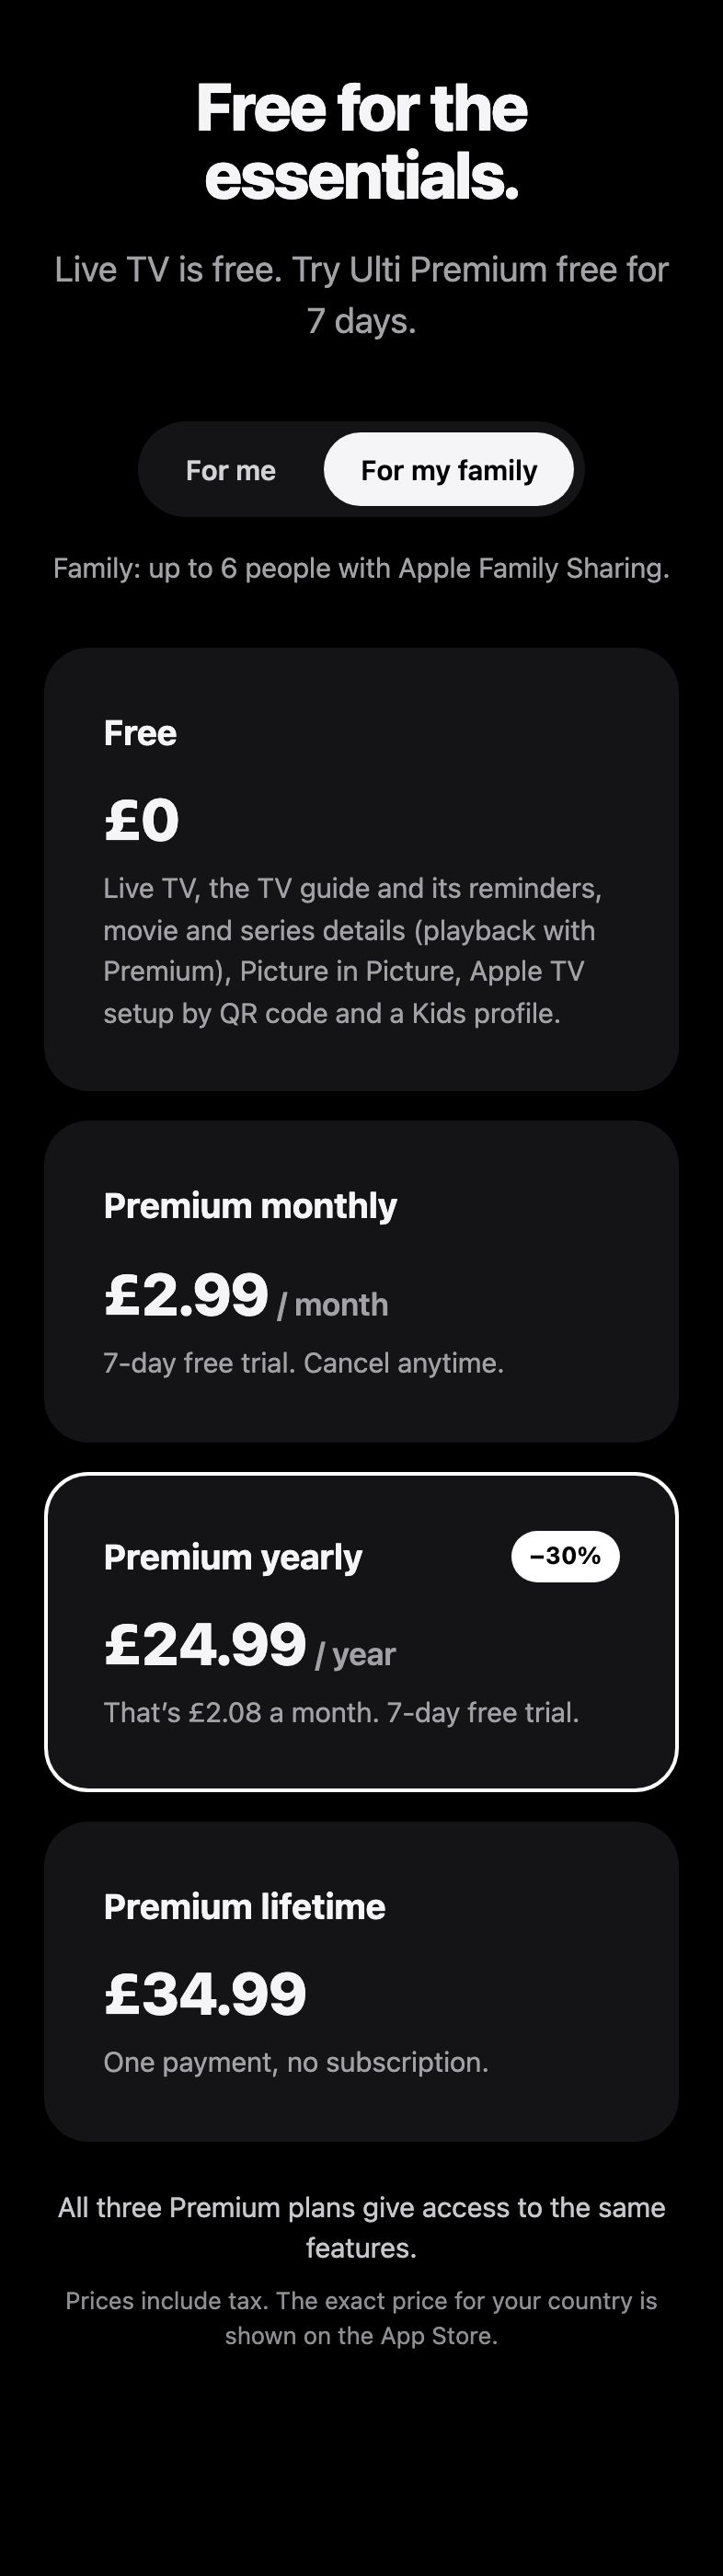 Free for the
essentials.
Live TV is free. Try Ulti Premium free for
7 days.
For me
For my family
Family: up to 6 people with Apple Family Sharing.
Free
£0
Live TV, the TV guide and its reminders,
movie and series details (playback with
Premium), Picture in Picture, Apple TV
setup by QR code and a Kids profile.
Premium monthly
£2.99 / month
7-day free trial. Cancel anytime.
Premium yearly
–30%
£24.99 / year
That’s £2.08 a month. 7-day free trial.
Premium lifetime
£34.99
One payment, no subscription.
All three Premium plans give access to the same
features.
Prices include tax. The exact price for your country is
shown on the App Store.